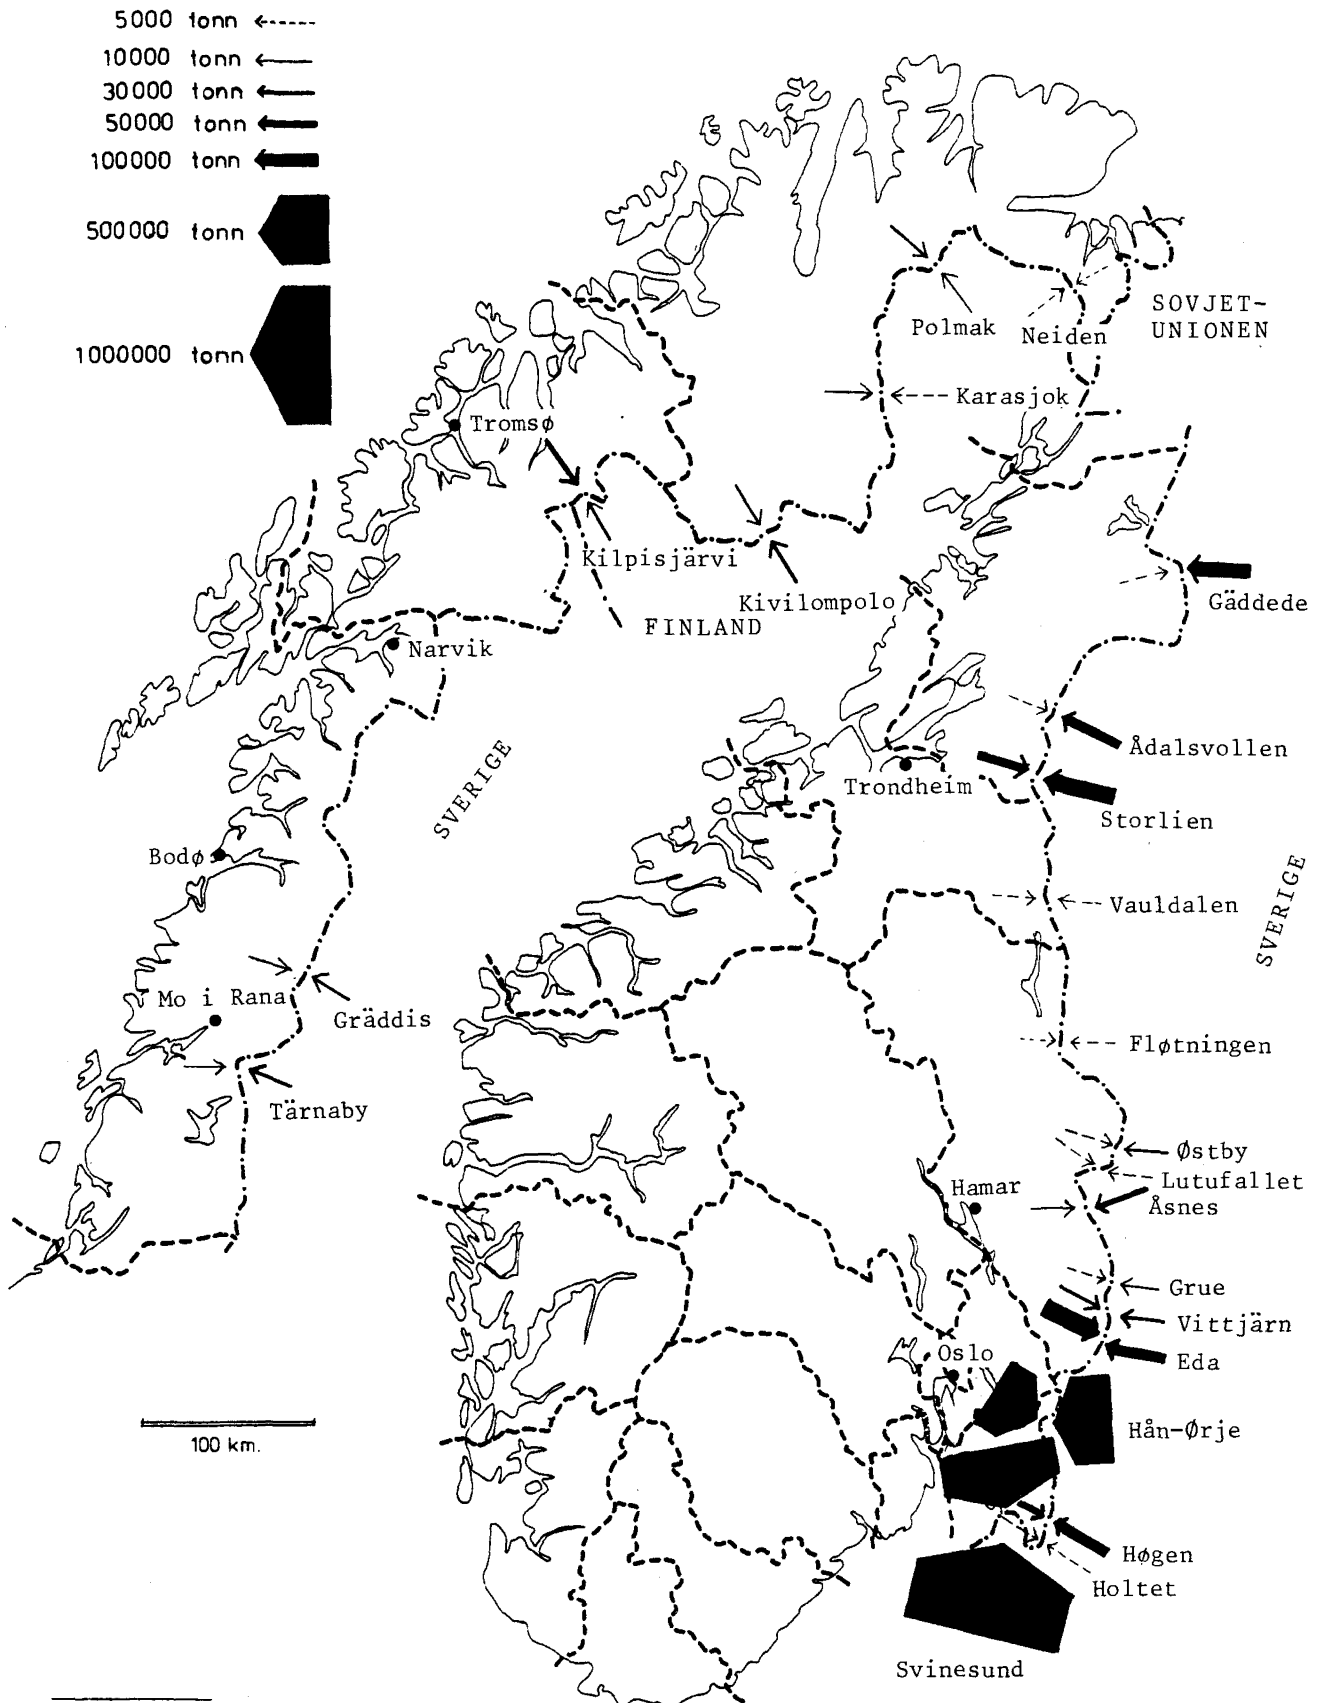 5000 tonn
10000 tonn
30000 tonn
50000 tonn
100000 tonn
500000 tonn
1000000 tonn
SOVJET-
UNIONEN
Polmak
Neiden
Karasjok
Tromsø
Kilpisjärvi
Kivilompolo
Gäddede
FINLAND
Narvik
SVERIGE
Ådalsvollen
Trondheim
Storlien
Bodø
SVERIGE
Vauldalen
Mo i Rana
Gräddis
Fløtningen
Tärnaby
Østby
Lutufallet
Hamar
Åsnes
Grue
Vittjärn
Oslo
Eda
100 km.
Hån-Ørje
Høgen
Holtet
Svinesund